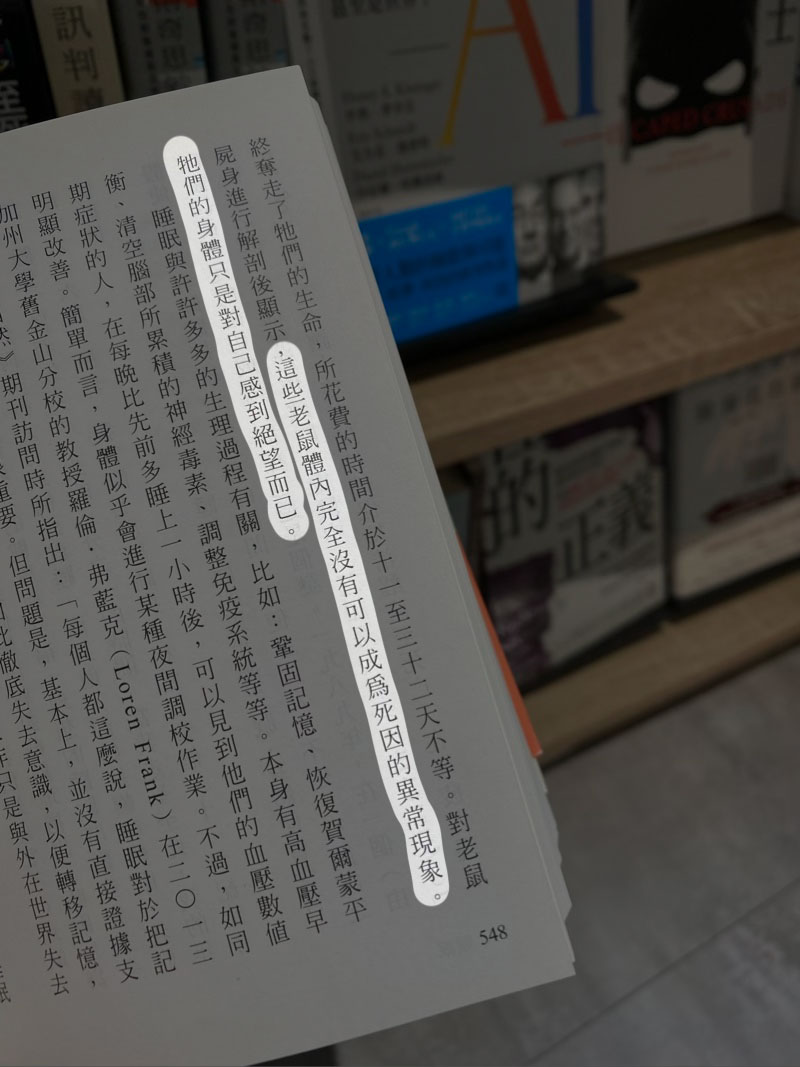 終奪走了牠們的生命，所花費的時間介於十一至三十二天不等。對老鼠
屍身進行解剖後顯示，這些老鼠體內完全沒有可以成為死因的異常現象。
牠們的身體只是對自己感到絕望而已。
睡眠與許許多多的生理過程有關，比如：鞏固記憶、恢復賀爾蒙平
衡、清空腦部所累積的神經毒素、調整免疫系統等等。本身有高血壓早
期症狀的人，在每晚比先前多睡上一小時後，可以見到他們的血壓數值
明顯改善。簡單而言，身體似乎會進行某種夜間調校作業。不過，如同
加州大學舊金山分校的教授羅倫．弗藍克（Loren Frank）在二〇一三
期刊訪問時所指出：「每個人都這麼說，睡眠對於把記
重要。但問題是，基本上，並沒有直接證據支
徹底失去意識，以便轉移記憶，
只是與外在世界失去
548
訊判讀
AI
CAPED CRUSADE
士
的
正義